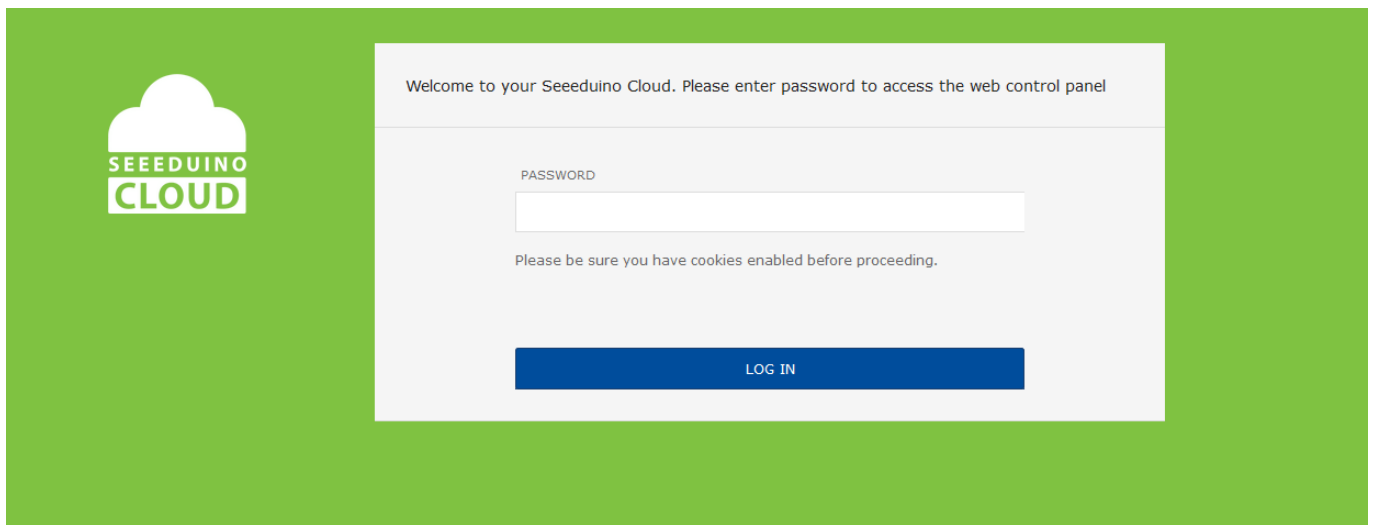 SEEEDUINO
CLOUD
Welcome to your Seeeduino Cloud. Please enter password to access the web control panel
PASSWORD
Please be sure you have cookies enabled before proceeding.
LOG IN